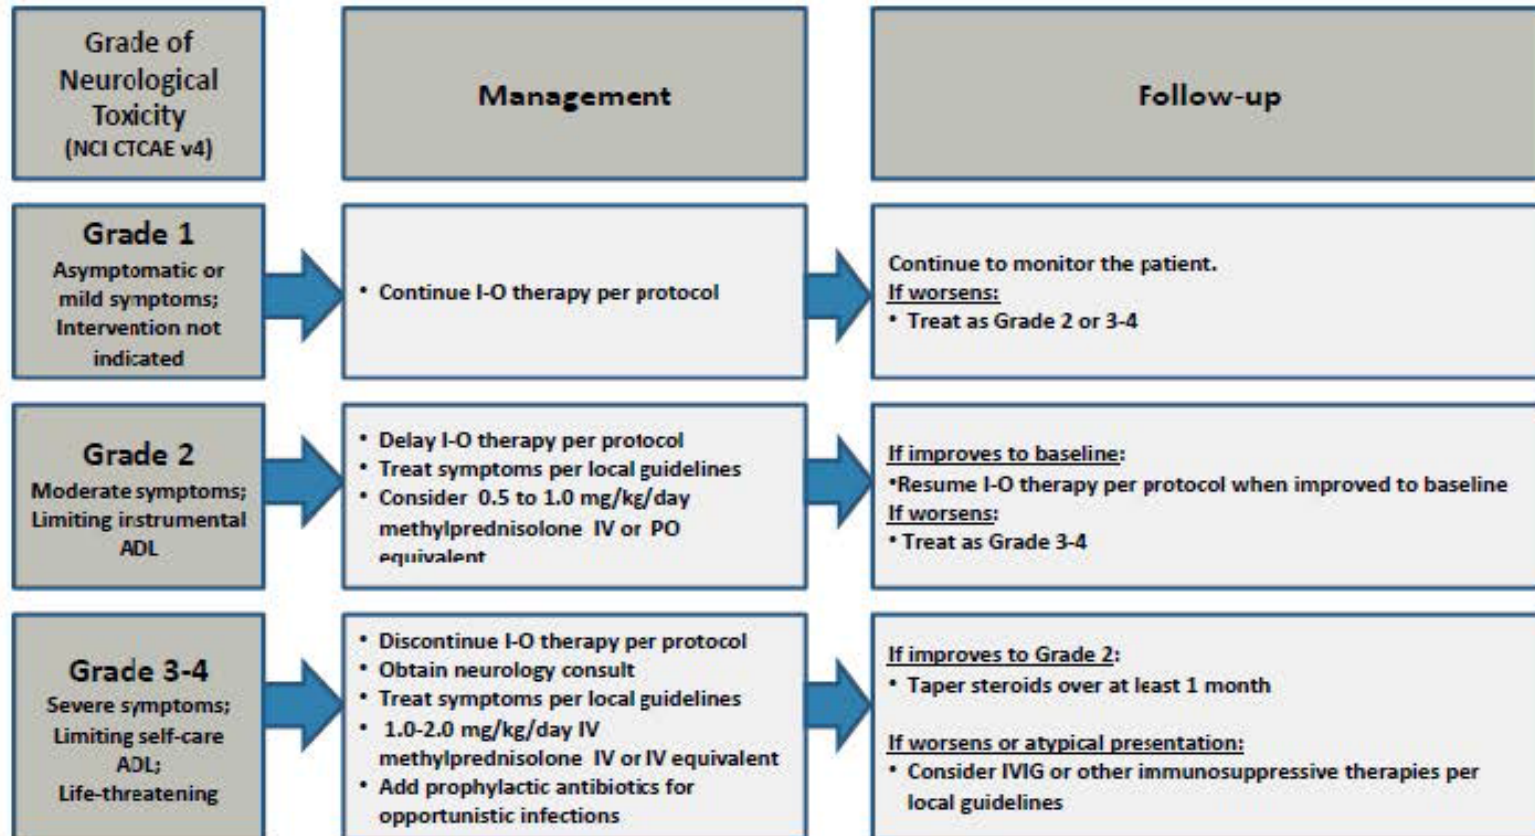 Grade of
Neurological
Toxicity
(NCI CTCAE v4)
Management
Follow-up
Grade 1
Asymptomatic or
mild symptoms;
Intervention not
indicated
• Continue I-O therapy per protocol
Continue to monitor the patient.
If worsens:
• Treat as Grade 2 or 3-4
Grade 2
Moderate symptoms;
Limiting instrumental
ADL
• Delay I-O therapy per protocol
• Treat symptoms per local guidelines
• Consider 0.5 to 1.0 mg/kg/day
methylprednisolone IV or PO
equivalent
If improves to baseline:
•Resume I-O therapy per protocol when improved to baseline
If worsens:
• Treat as Grade 3-4
Grade 3-4
Severe symptoms;
Limiting self-care
ADL;
Life-threatening
• Discontinue I-O therapy per protocol
• Obtain neurology consult
• Treat symptoms per local guidelines
• 1.0-2.0 mg/kg/day IV
methylprednisolone IV or IV equivalent
• Add prophylactic antibiotics for
opportunistic infections
If improves to Grade 2:
• Taper steroids over at least 1 month
If worsens or atypical presentation:
• Consider IVIG or other immunosuppressive therapies per
local guidelines